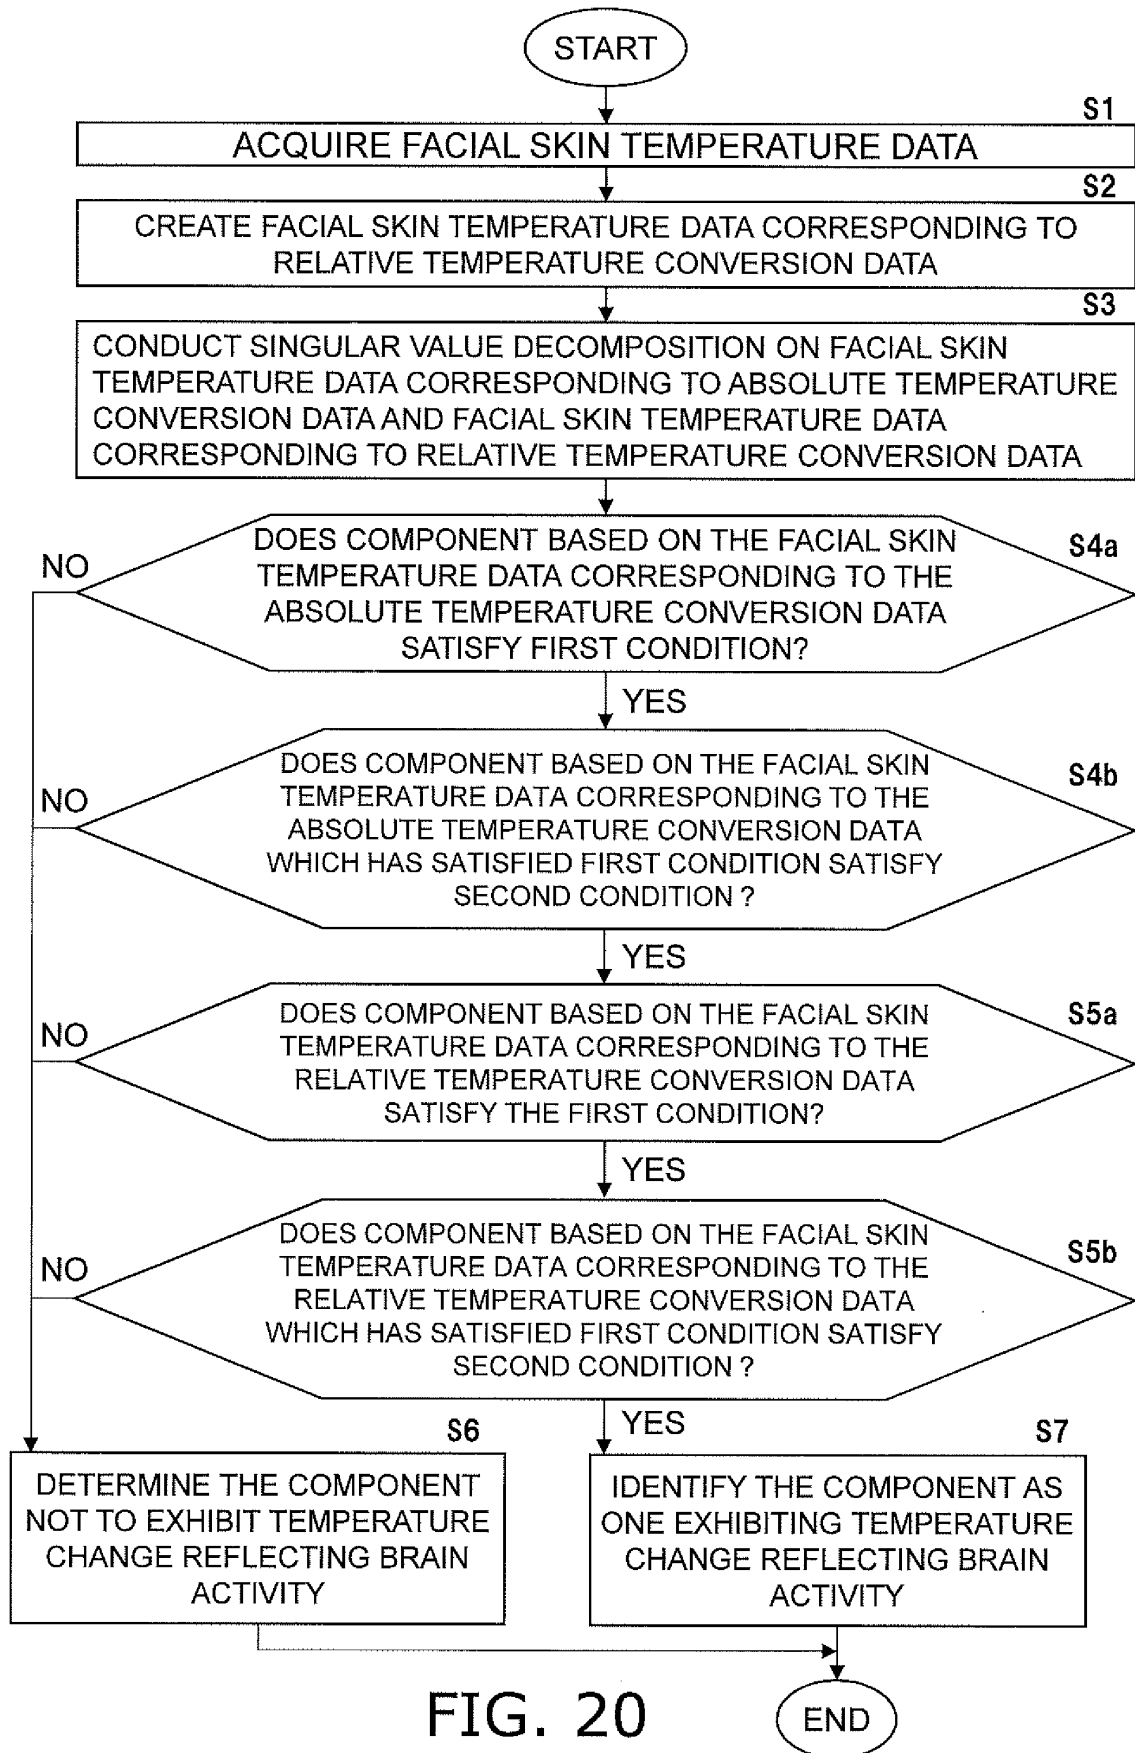 START
S1
ACQUIRE FACIAL SKIN TEMPERATURE DATA
S2
CREATE FACIAL SKIN TEMPERATURE DATA CORRESPONDING TO
RELATIVE TEMPERATURE CONVERSION DATA
S3
CONDUCT SINGULAR VALUE DECOMPOSITION ON FACIAL SKIN
TEMPERATURE DATA CORRESPONDING TO ABSOLUTE TEMPERATURE
CONVERSION DATA AND FACIAL SKIN TEMPERATURE DATA
CORRESPONDING TO RELATIVE TEMPERATURE CONVERSION DATA
S4a
NO
DOES COMPONENT BASED ON THE FACIAL SKIN
TEMPERATURE DATA CORRESPONDING TO THE
ABSOLUTE TEMPERATURE CONVERSION DATA
SATISFY FIRST CONDITION?
YES
S4b
NO
DOES COMPONENT BASED ON THE FACIAL SKIN
TEMPERATURE DATA CORRESPONDING TO THE
ABSOLUTE TEMPERATURE CONVERSION DATA
WHICH HAS SATISFIED FIRST CONDITION SATISFY
SECOND CONDITION ?
YES
S5a
NO
DOES COMPONENT BASED ON THE FACIAL SKIN
TEMPERATURE DATA CORRESPONDING TO THE
RELATIVE TEMPERATURE CONVERSION DATA
SATISFY THE FIRST CONDITION?
YES
S5b
NO
DOES COMPONENT BASED ON THE FACIAL SKIN
TEMPERATURE DATA CORRESPONDING TO THE
RELATIVE TEMPERATURE CONVERSION DATA
WHICH HAS SATISFIED FIRST CONDITION SATISFY
SECOND CONDITION ?
YES
S6
DETERMINE THE COMPONENT
NOT TO EXHIBIT TEMPERATURE
CHANGE REFLECTING BRAIN
ACTIVITY
S7
IDENTIFY THE COMPONENT AS
ONE EXHIBITING TEMPERATURE
CHANGE REFLECTING BRAIN
ACTIVITY
END
FIG. 20